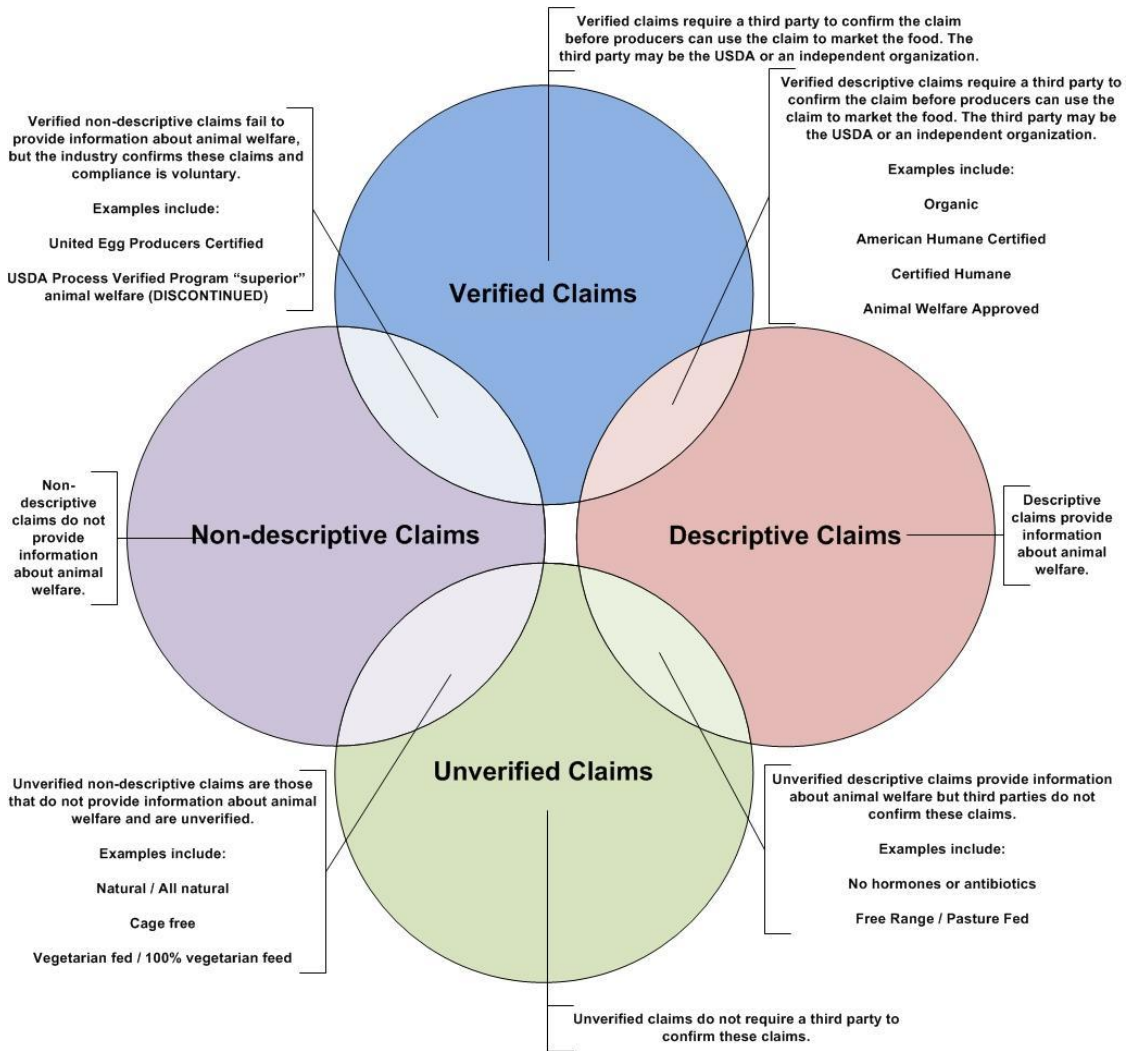 Verified claims require a third party to confirm the claim
before producers can use the claim to market the food. The
third party may be the USDA or an independent organization.
Verified non-descriptive claims fail to
provide information about animal welfare,
but the industry confirms these claims and
compliance is voluntary.
Examples include:
United Egg Producers Certified
USDA Process Verified Program “superior”
animal welfare (DISCONTINUED)
Verified descriptive claims require a third party to
confirm the claim before producers can use the
claim to market the food. The third party may be
the USDA or an independent organization.
Examples include:
Organic
American Humane Certified
Certified Humane
Animal Welfare Approved
Verified Claims
Non-
descriptive
claims do not
provide
information
about animal
welfare.
Non-descriptive Claims
Descriptive Claims
Descriptive
claims provide
information
about animal
welfare.
Unverified Claims
Unverified non-descriptive claims are those
that do not provide information about animal
welfare and are unverified.
Examples include:
Natural / All natural
Cage free
Vegetarian fed / 100% vegetarian feed
Unverified descriptive claims provide information
about animal welfare but third parties do not
confirm these claims.
Examples include:
No hormones or antibiotics
Free Range / Pasture Fed
Unverified claims do not require a third party to
confirm these claims.